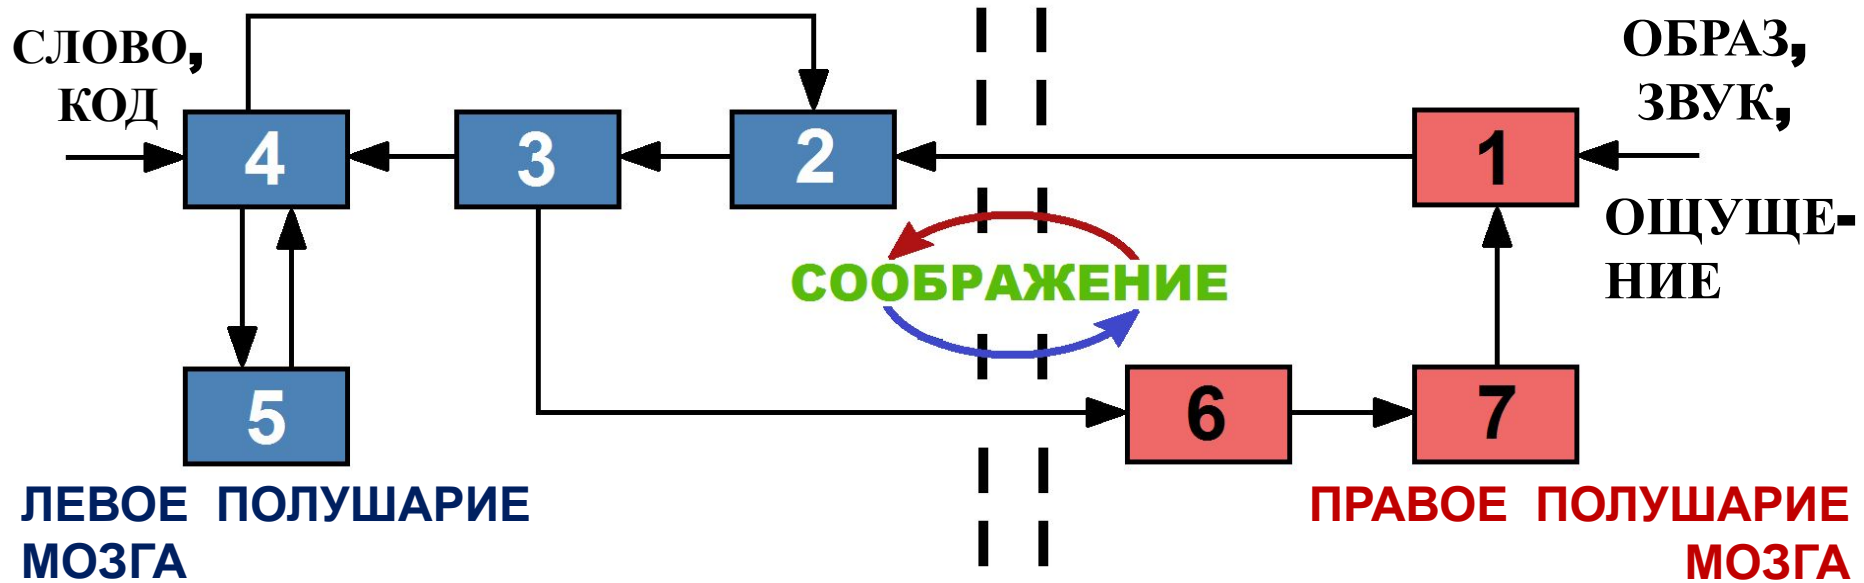 СЛОВО,
КОД
ОБРАЗ,
ЗВУК,
4
3
2
1
ОЩУЩЕ-
НИЕ
СООБРАЖЕНИЕ
5
6
7
ЛЕВОЕ ПОЛУШАРИЕ
МОЗГА
ПРАВОЕ ПОЛУШАРИЕ
МОЗГА